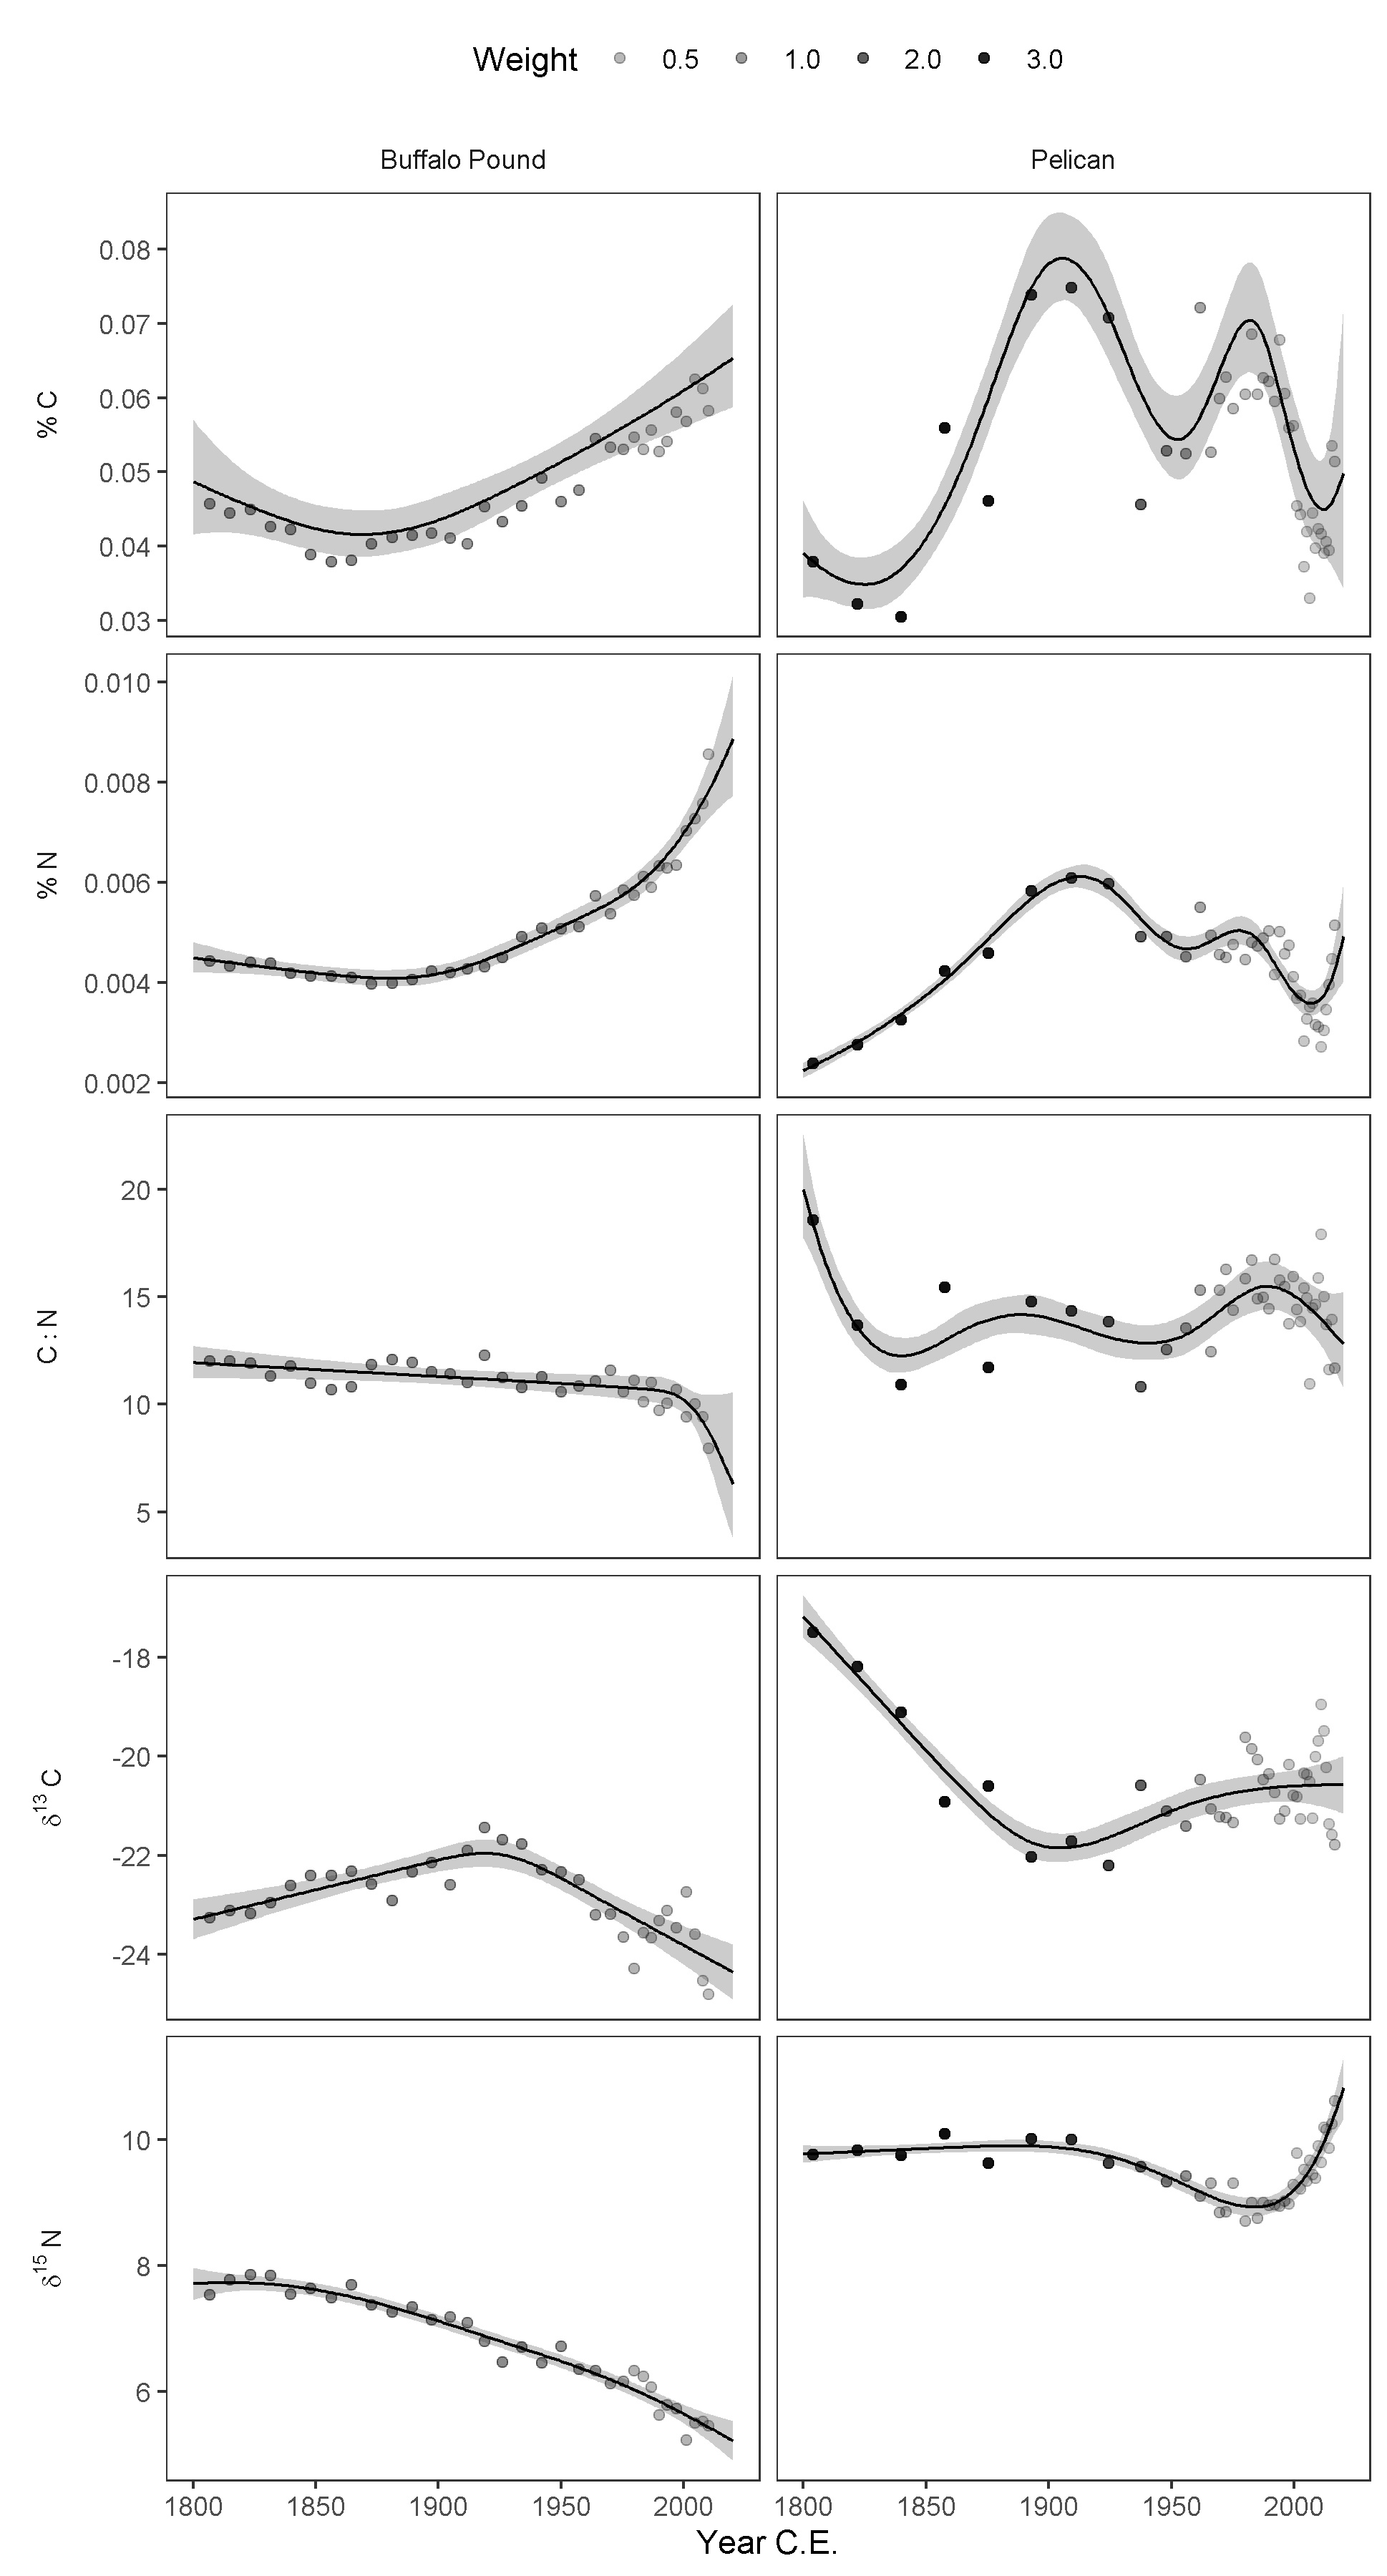 Weight 0.5 1.0 2.0 3.0
Buffalo Pound Pelican
% C
0.08
0.07
0.06
0.05
0.04
0.03
% N
0.010
0.008
0.006
0.004
0.002
C : N
20
15
10
5
δ¹³ C
-18
-20
-22
-24
δ¹⁵ N
10
8
6
1800 1850 1900 1950 2000 1800 1850 1900 1950 2000
Year C.E.